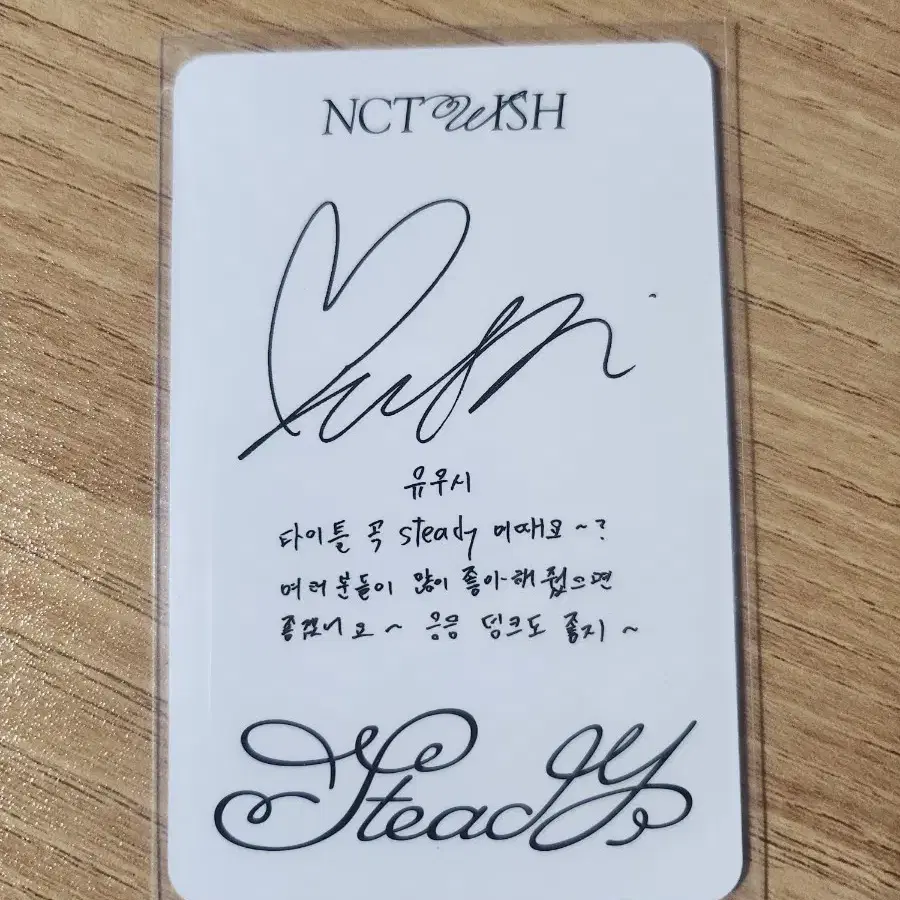 NCT WISH
Yushi
유우시
타이틀 곡 steady 어때요~?
여러분들이 많이 좋아해줬으면
좋겠네요~ 응응 덩크도 좋지~
Steady